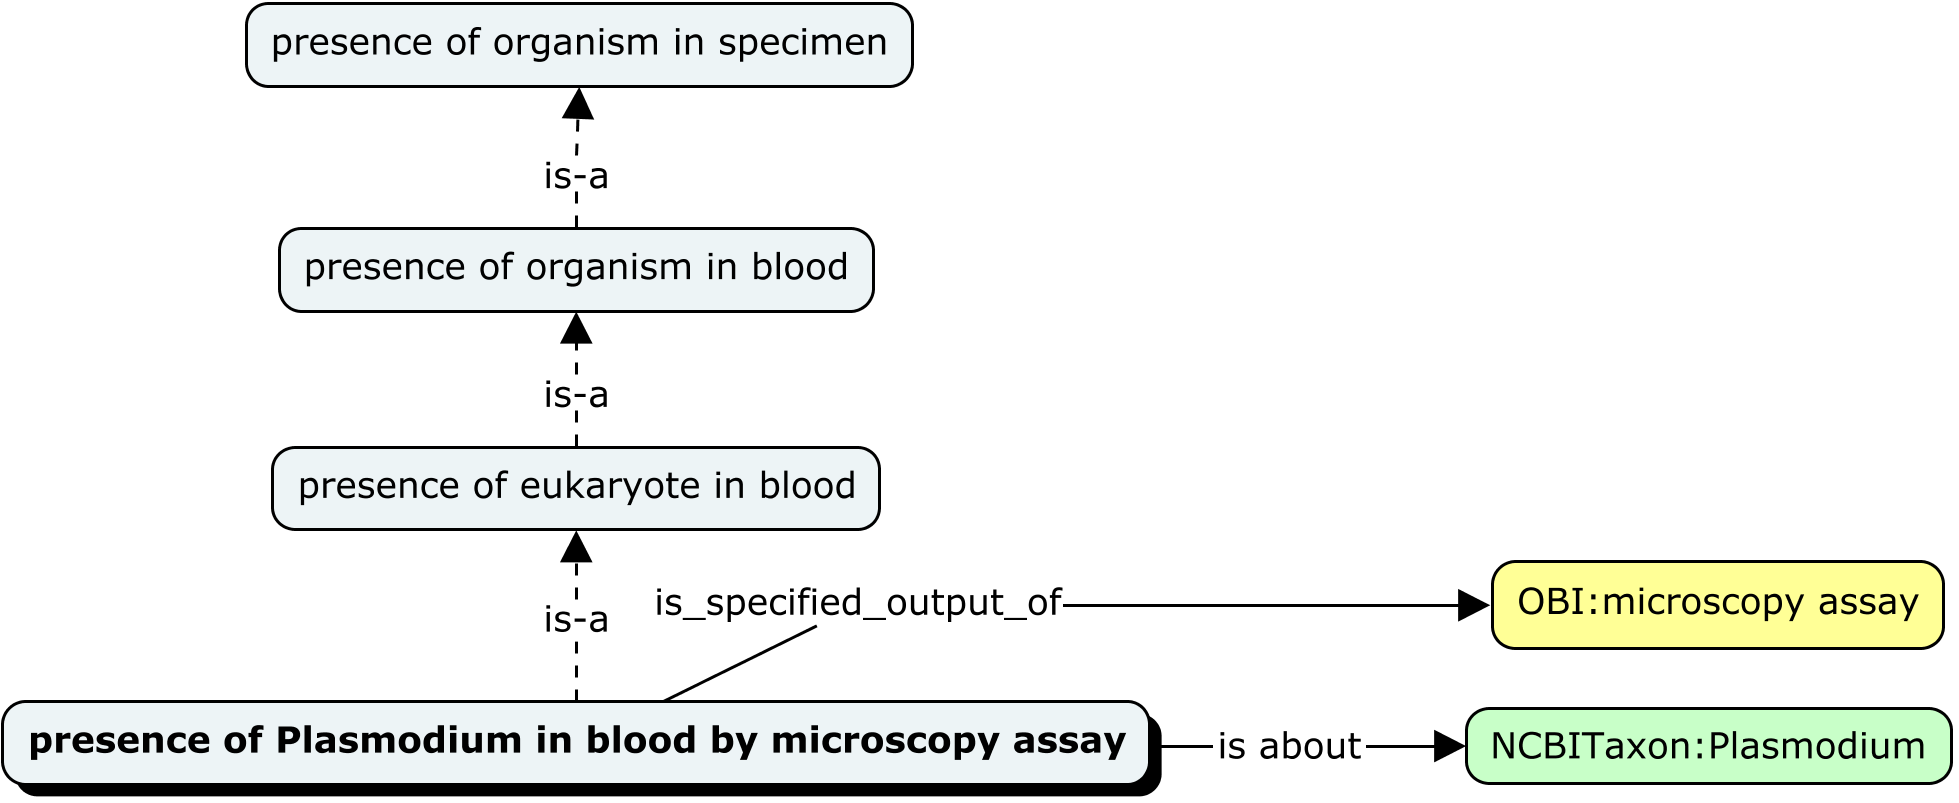 presence of organism in specimen
is-a
presence of organism in blood
is-a
presence of eukaryote in blood
is-a
is_specified_output_of
OBI:microscopy assay
presence of Plasmodium in blood by microscopy assay
is about
NCBITaxon:Plasmodium